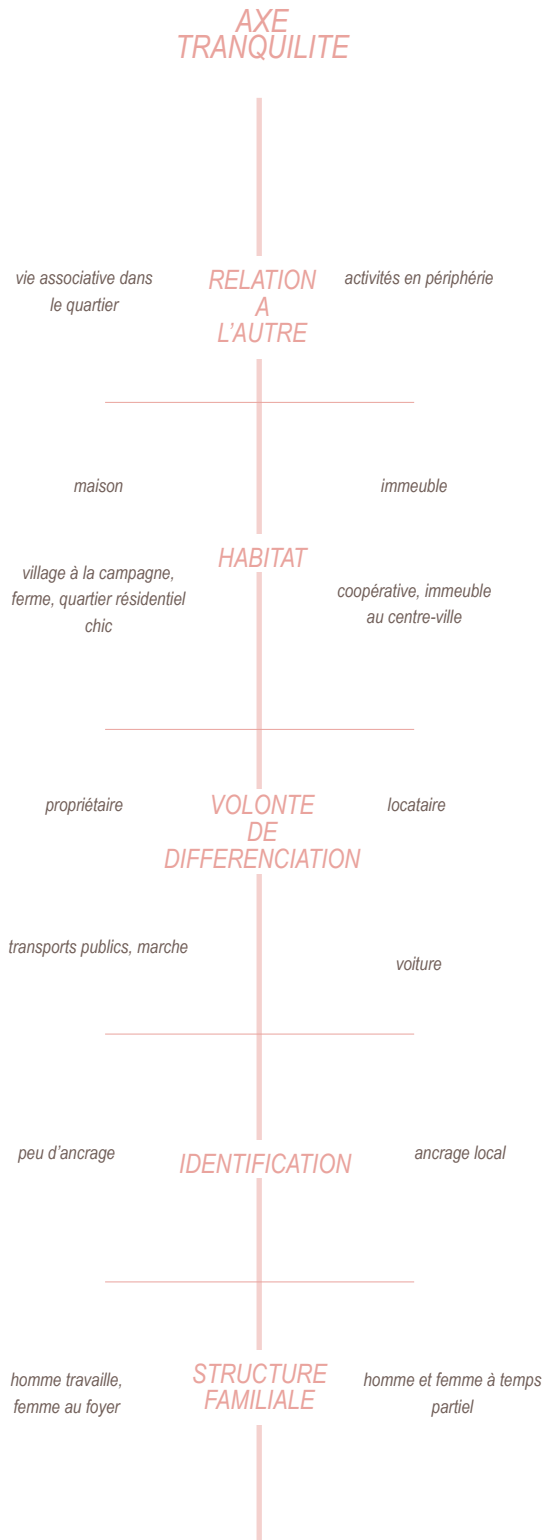 AXE
TRANQUILITE
vie associative dans
le quartier
RELATION
A
L'AUTRE
activités en périphérie
maison
immeuble
HABITAT
village à la campagne,
ferme, quartier résidentiel
chic
coopérative, immeuble
au centre-ville
propriétaire
VOLONTE
DE
DIFFERENCIATION
locataire
transports publics, marche
voiture
peu d'ancrage
IDENTIFICATION
ancrage local
homme travaille,
femme au foyer
STRUCTURE
FAMILIALE
homme et femme à temps
partiel